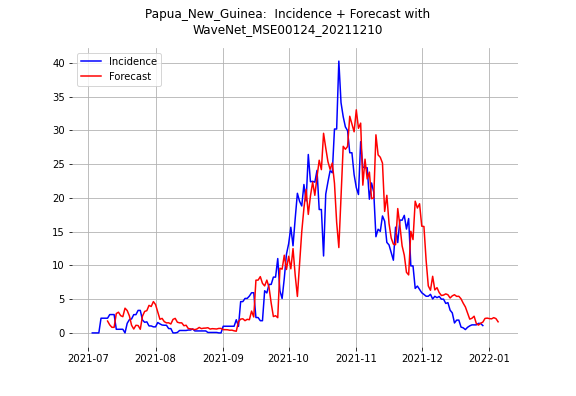 Papua_New_Guinea:  Incidence + Forecast with
WaveNet_MSE00124_20211210
Incidence
Forecast
40
35
30
25
20
15
10
5
0
2021-07 2021-08 2021-09 2021-10 2021-11 2021-12 2022-01